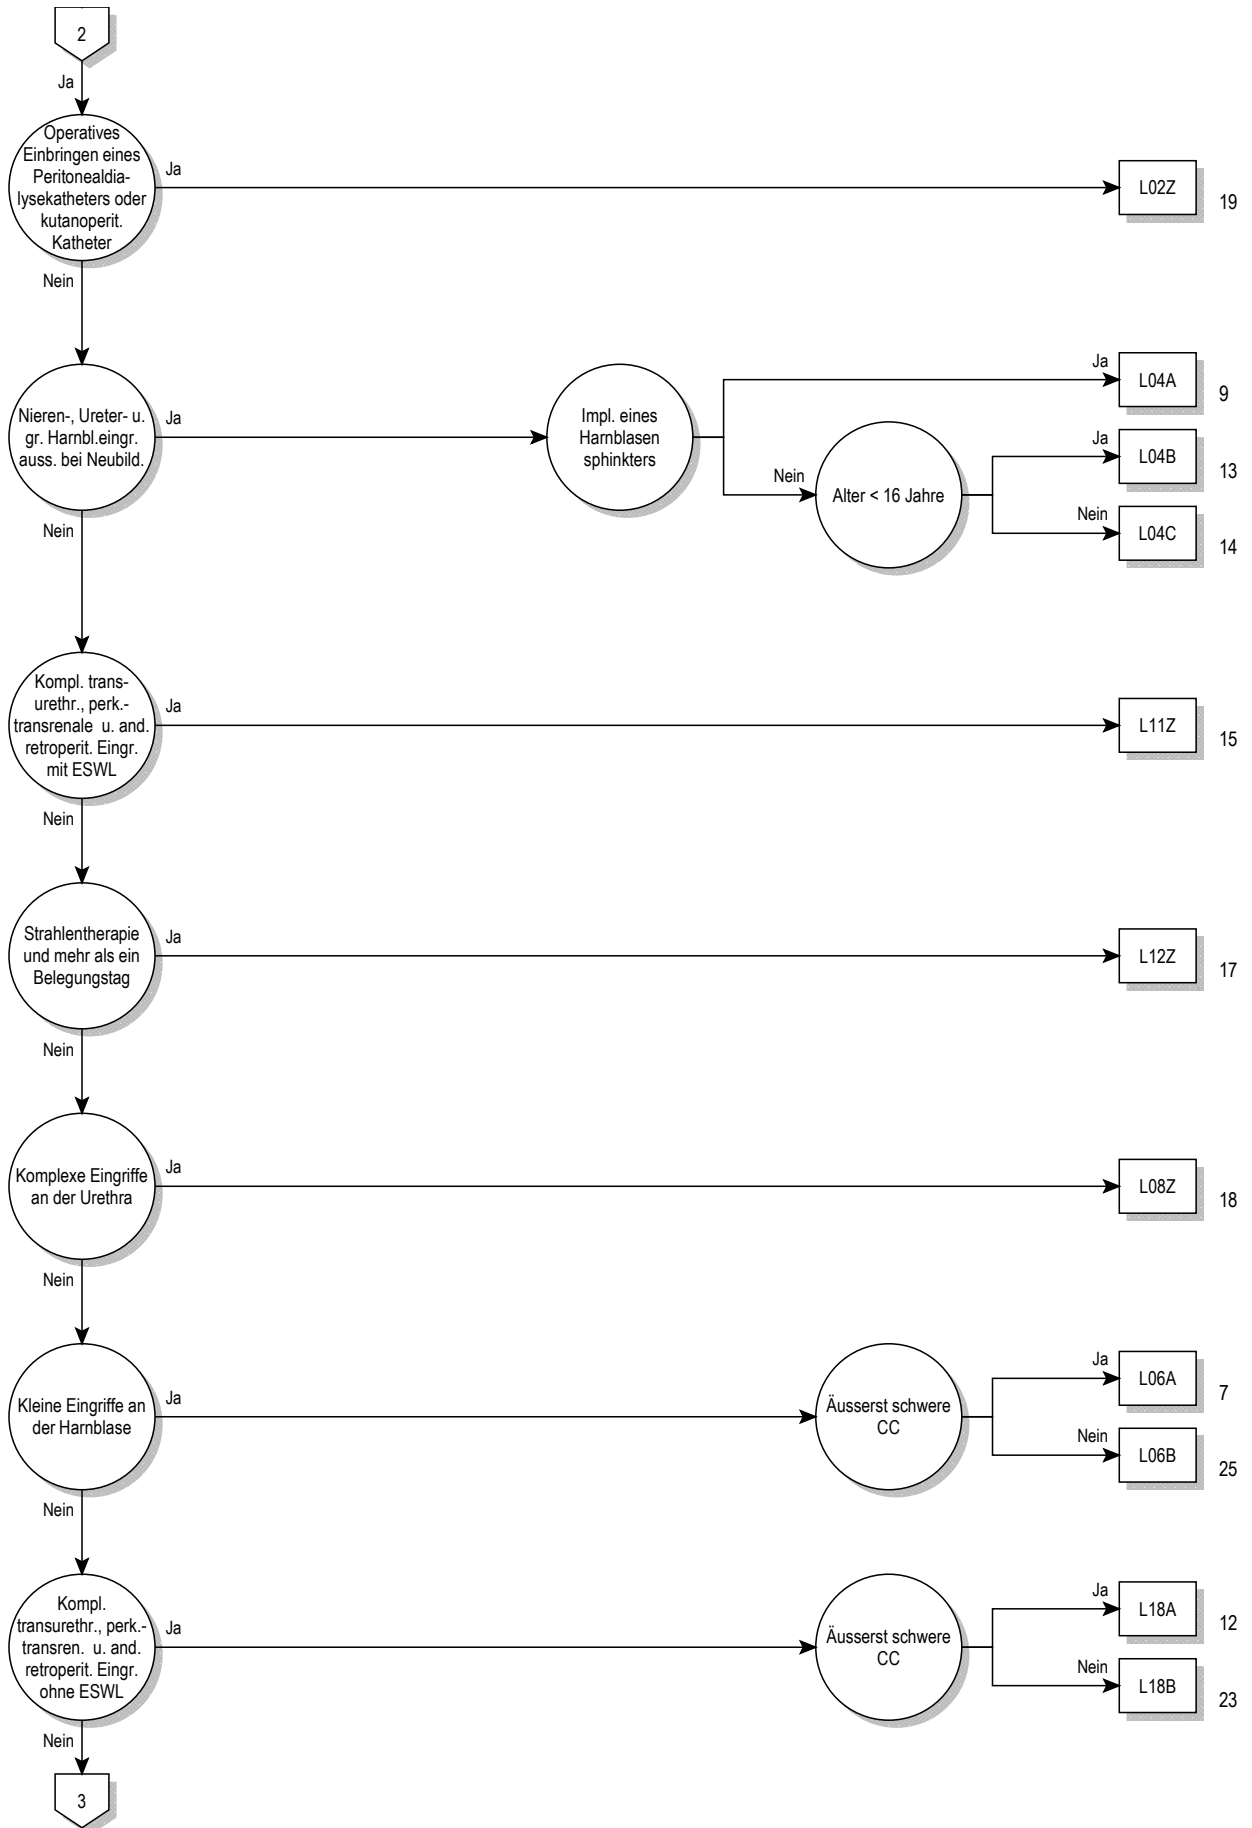 2
Ja
Operatives
Einbringen eines
Peritonealdia-
lysekatheters oder
kutanoperit.
Katheter
Ja
L02Z
19
Nein
Nieren-, Ureter- u.
gr. Harnbl.eingr.
auss. bei Neubild.
Ja
Impl. eines
Harnblasen
sphinkters
Ja
L04A
9
Nein
Alter < 16 Jahre
Ja
L04B
13
Nein
L04C
14
Nein
Kompl. trans-
urethr., perk.-
transrenale u. and.
retroperit. Eingr.
mit ESWL
Ja
L11Z
15
Nein
Strahlentherapie
und mehr als ein
Belegungstag
Ja
L12Z
17
Nein
Komplexe Eingriffe
an der Urethra
Ja
L08Z
18
Nein
Kleine Eingriffe an
der Harnblase
Ja
Äusserst schwere
CC
Ja
L06A
7
Nein
L06B
25
Nein
Kompl.
transurethr., perk.-
transren. u. and.
retroperit. Eingr.
ohne ESWL
Ja
Äusserst schwere
CC
Ja
L18A
12
Nein
L18B
23
Nein
3